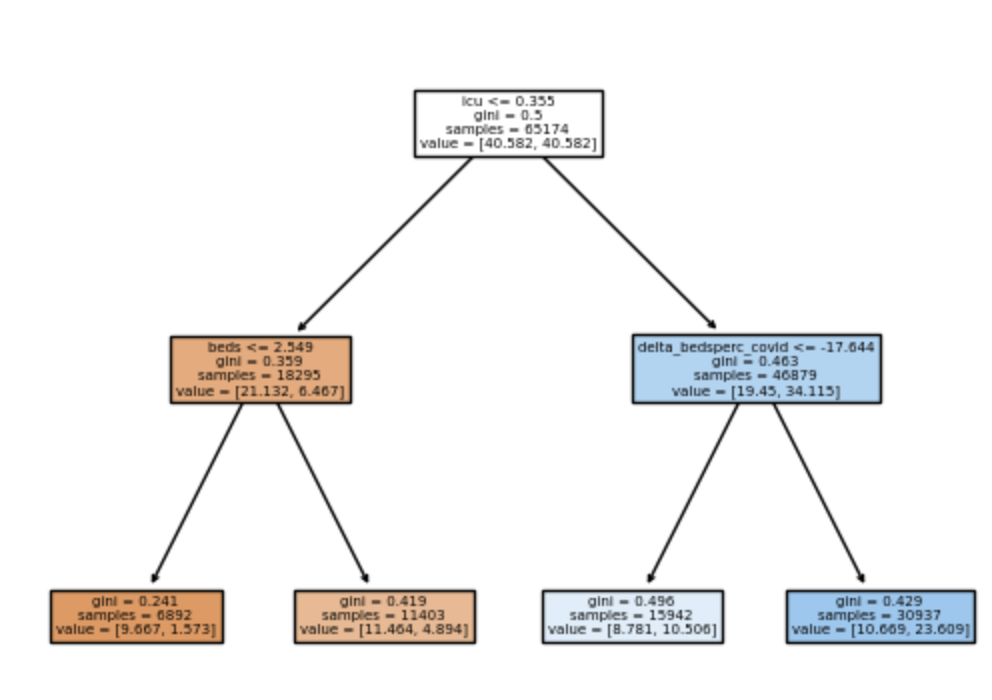 icu <= 0.355
gini = 0.5
samples = 65174
value = [40.582, 40.582]
beds <= 2.549
gini = 0.359
samples = 18295
value = [21.132, 6.467]
delta_bedsperc_covid <= -17.644
gini = 0.463
samples = 46879
value = [19.45, 34.115]
gini = 0.241
samples = 6892
value = [9.667, 1.573]
gini = 0.419
samples = 11403
value = [11.464, 4.894]
gini = 0.496
samples = 15942
value = [8.781, 10.506]
gini = 0.429
samples = 30937
value = [10.669, 23.609]